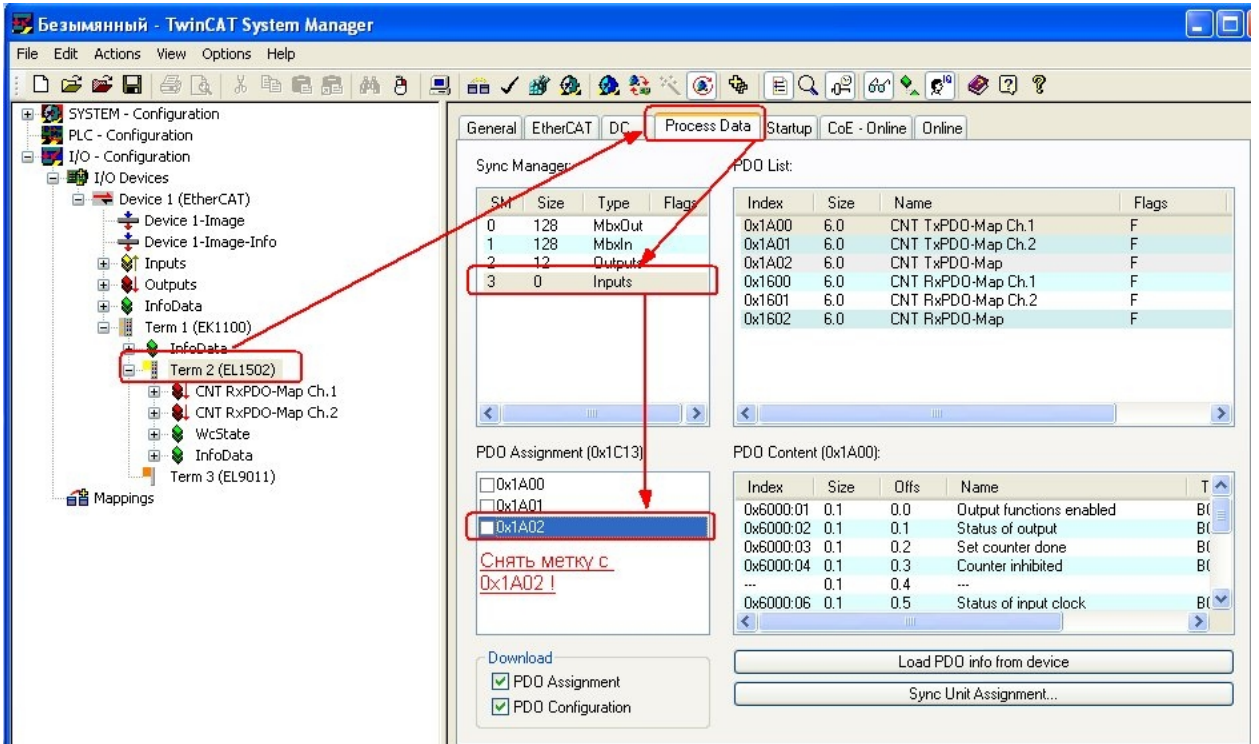 Безымянный - TwinCAT System Manager
File Edit Actions View Options Help
SYSTEM - Configuration
PLC - Configuration
I/O - Configuration
I/O Devices
Device 1 (EtherCAT)
Device 1-Image
Device 1-Image-Info
Inputs
Outputs
InfoData
Term 1 (EK1100)
InfoData
Term 2 (EL1502)
CNT RxPDO-Map Ch.1
CNT RxPDO-Map Ch.2
WcState
InfoData
Term 3 (EL9011)
Mappings
General EtherCAT DC Process Data Startup CoE - Online Online
Sync Manager:
SM Size Type Flags
0 128 MbxOut
1 128 MbxIn
2 12 Outputs
3 0 Inputs
PDO List:
Index Size Name Flags
0x1A00 6.0 CNT TxPDO-Map Ch.1 F
0x1A01 6.0 CNT TxPDO-Map Ch.2 F
0x1A02 6.0 CNT TxPDO-Map F
0x1600 6.0 CNT RxPDO-Map Ch.1 F
0x1601 6.0 CNT RxPDO-Map Ch.2 F
0x1602 6.0 CNT RxPDO-Map F
PDO Assignment (0x1C13)
0x1A00
0x1A01
0x1A02
Снять метку с
0x1A02 !
PDO Content (0x1A00):
Index Size Offs Name T
0x6000:01 0.1 0.0 Output functions enabled
0x6000:02 0.1 0.1 Status of output
0x6000:03 0.1 0.2 Set counter done
0x6000:04 0.1 0.3 Counter inhibited
--- 0.1 0.4 ---
0x6000:06 0.1 0.5 Status of input clock
Download
PDO Assignment
PDO Configuration
Load PDO info from device
Sync Unit Assignment...